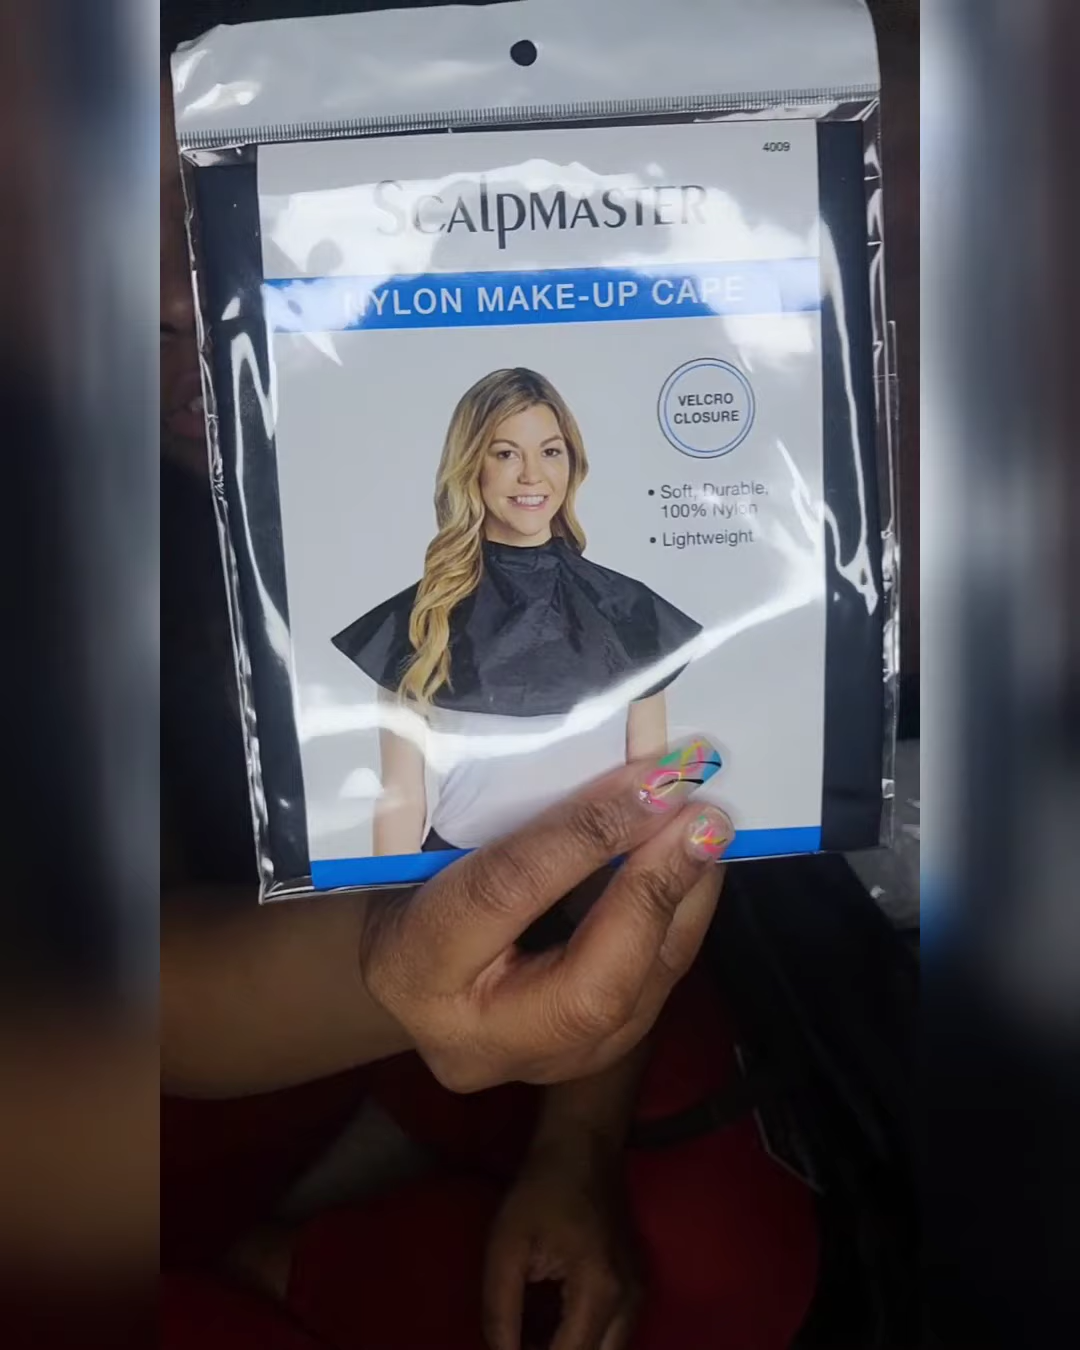 4009
ScalpMaster
NYLON MAKE-UP CAPE
VELCRO
CLOSURE
• Soft, Durable,
100% Nylon
• Lightweight